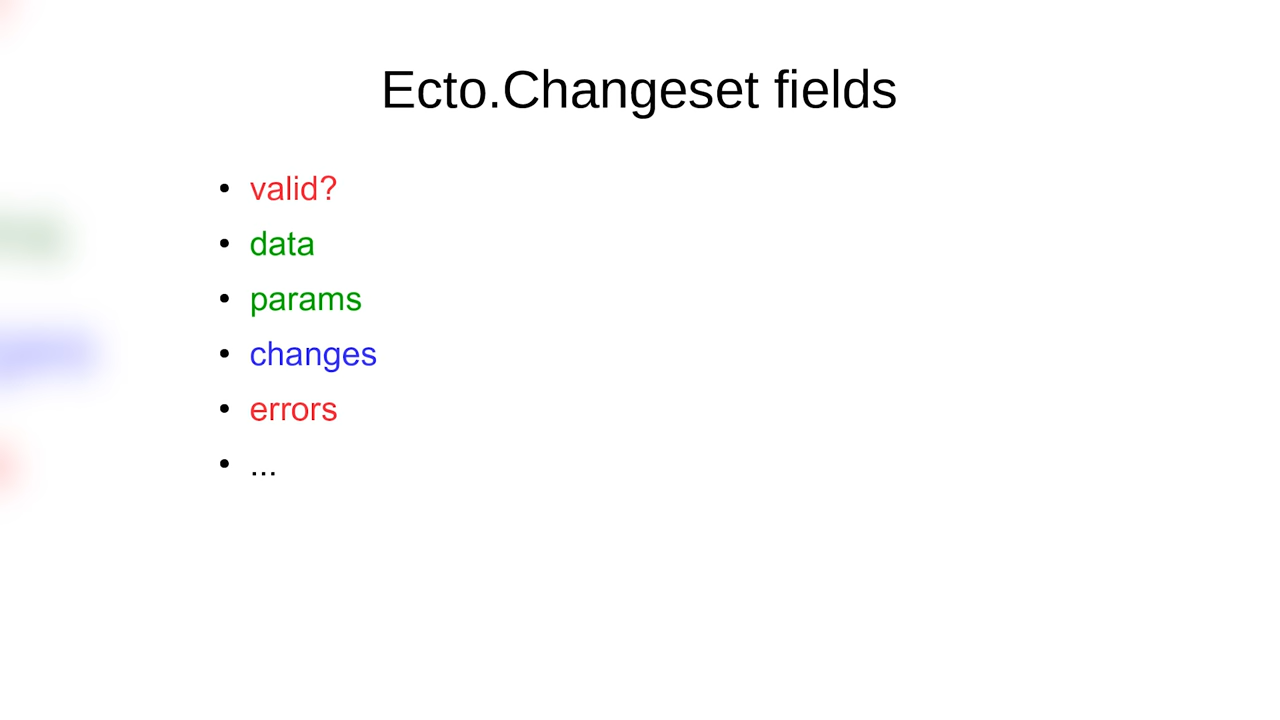 Ecto.Changeset fields
• valid?
• data
• params
• changes
• errors
• ...